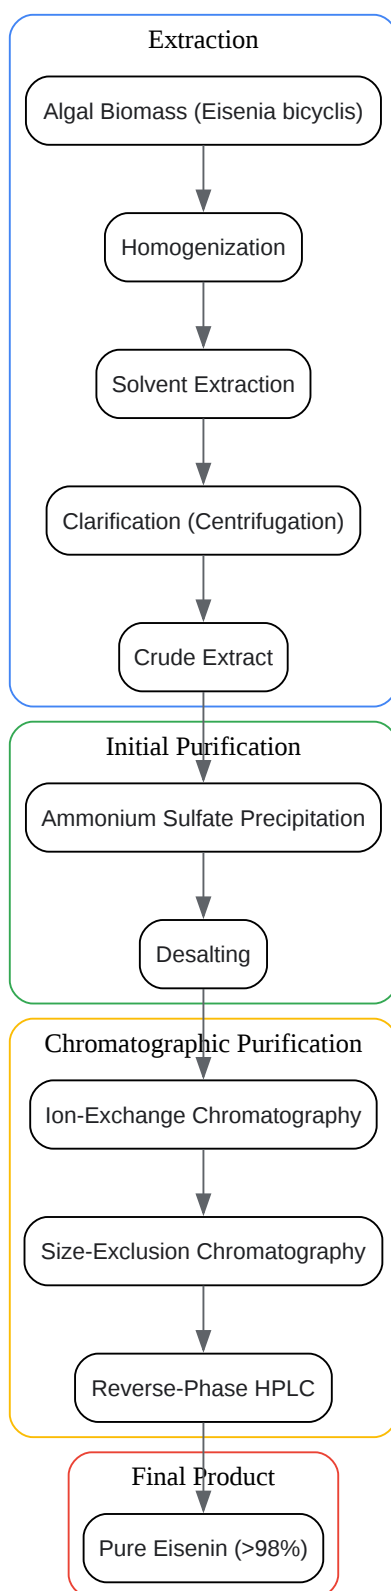 Extraction
Algal Biomass (Eisenia bicyclis)
Homogenization
Solvent Extraction
Clarification (Centrifugation)
Crude Extract
Initial Purification
Ammonium Sulfate Precipitation
Desalting
Chromatographic Purification
Ion-Exchange Chromatography
Size-Exclusion Chromatography
Reverse-Phase HPLC
Final Product
Pure Eisenin (>98%)